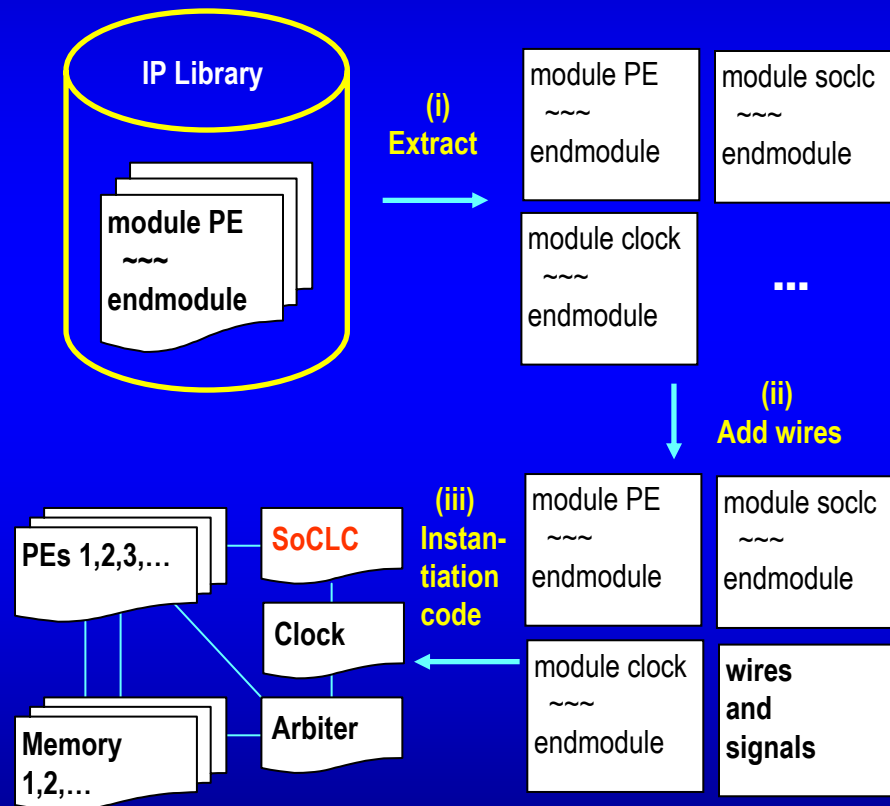 IP Library
module PE
~~~
endmodule
(i)
Extract
module PE
~~~
endmodule
module soclc
~~~
endmodule
module clock
~~~
endmodule
...
(ii)
Add wires
module PE
~~~
endmodule
module soclc
~~~
endmodule
module clock
~~~
endmodule
wires
and
signals
(iii)
Instan-
tiation
code
PEs 1,2,3,...
SoCLC
Clock
Arbiter
Memory
1,2,...